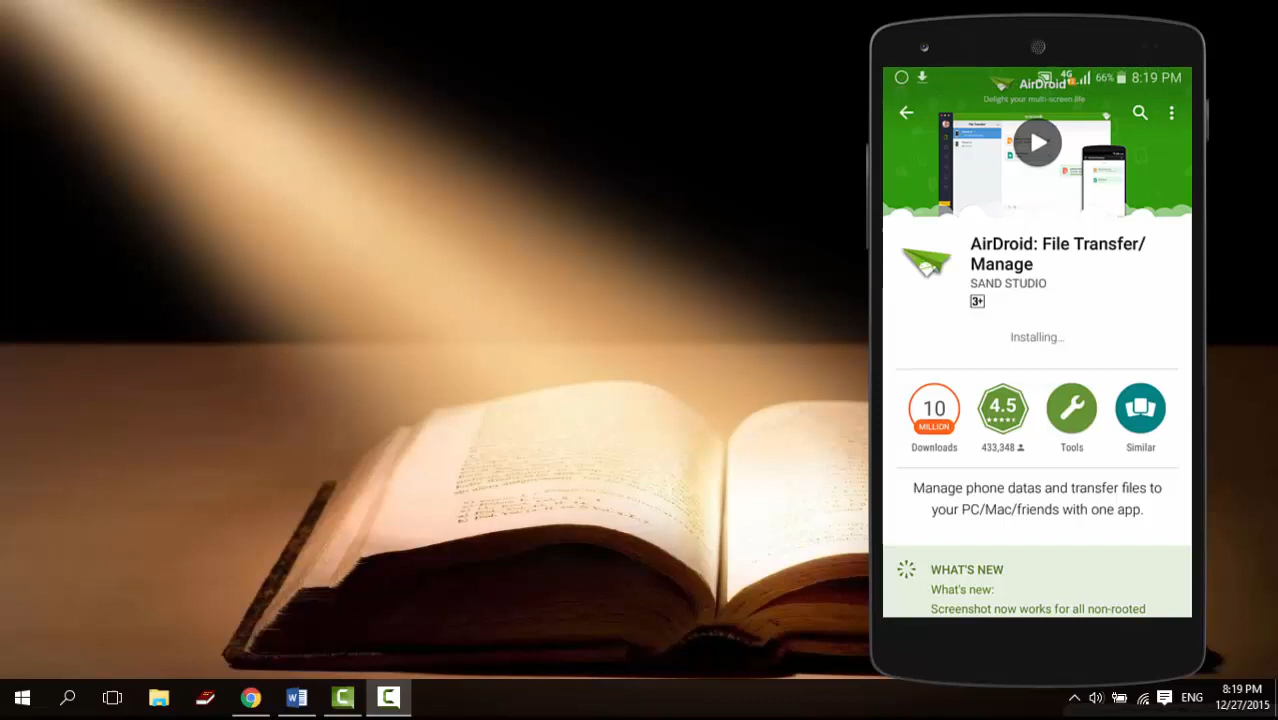 AirDroid
Delight your multi-screen life
4G 66% 8:19 PM
AirDroid: File Transfer/
Manage
SAND STUDIO
3+
Installing...
10
MILLION
Downloads
4.5
433,348
Tools
Similar
Manage phone datas and transfer files to
your PC/Mac/friends with one app.
WHAT'S NEW
What's new:
Screenshot now works for all non-rooted
ENG
8:19 PM
12/27/2015